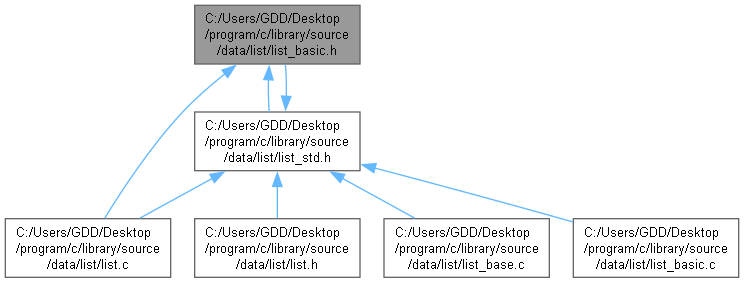 C:/Users/GDD/Desktop
/program/c/library/source
/data/list/list_basic.h
C:/Users/GDD/Desktop
/program/c/library/source
/data/list/list_std.h
C:/Users/GDD/Desktop
/program/c/library/source
/data/list/list.c
C:/Users/GDD/Desktop
/program/c/library/source
/data/list/list.h
C:/Users/GDD/Desktop
/program/c/library/source
/data/list/list_base.c
C:/Users/GDD/Desktop
/program/c/library/source
/data/list/list_basic.c